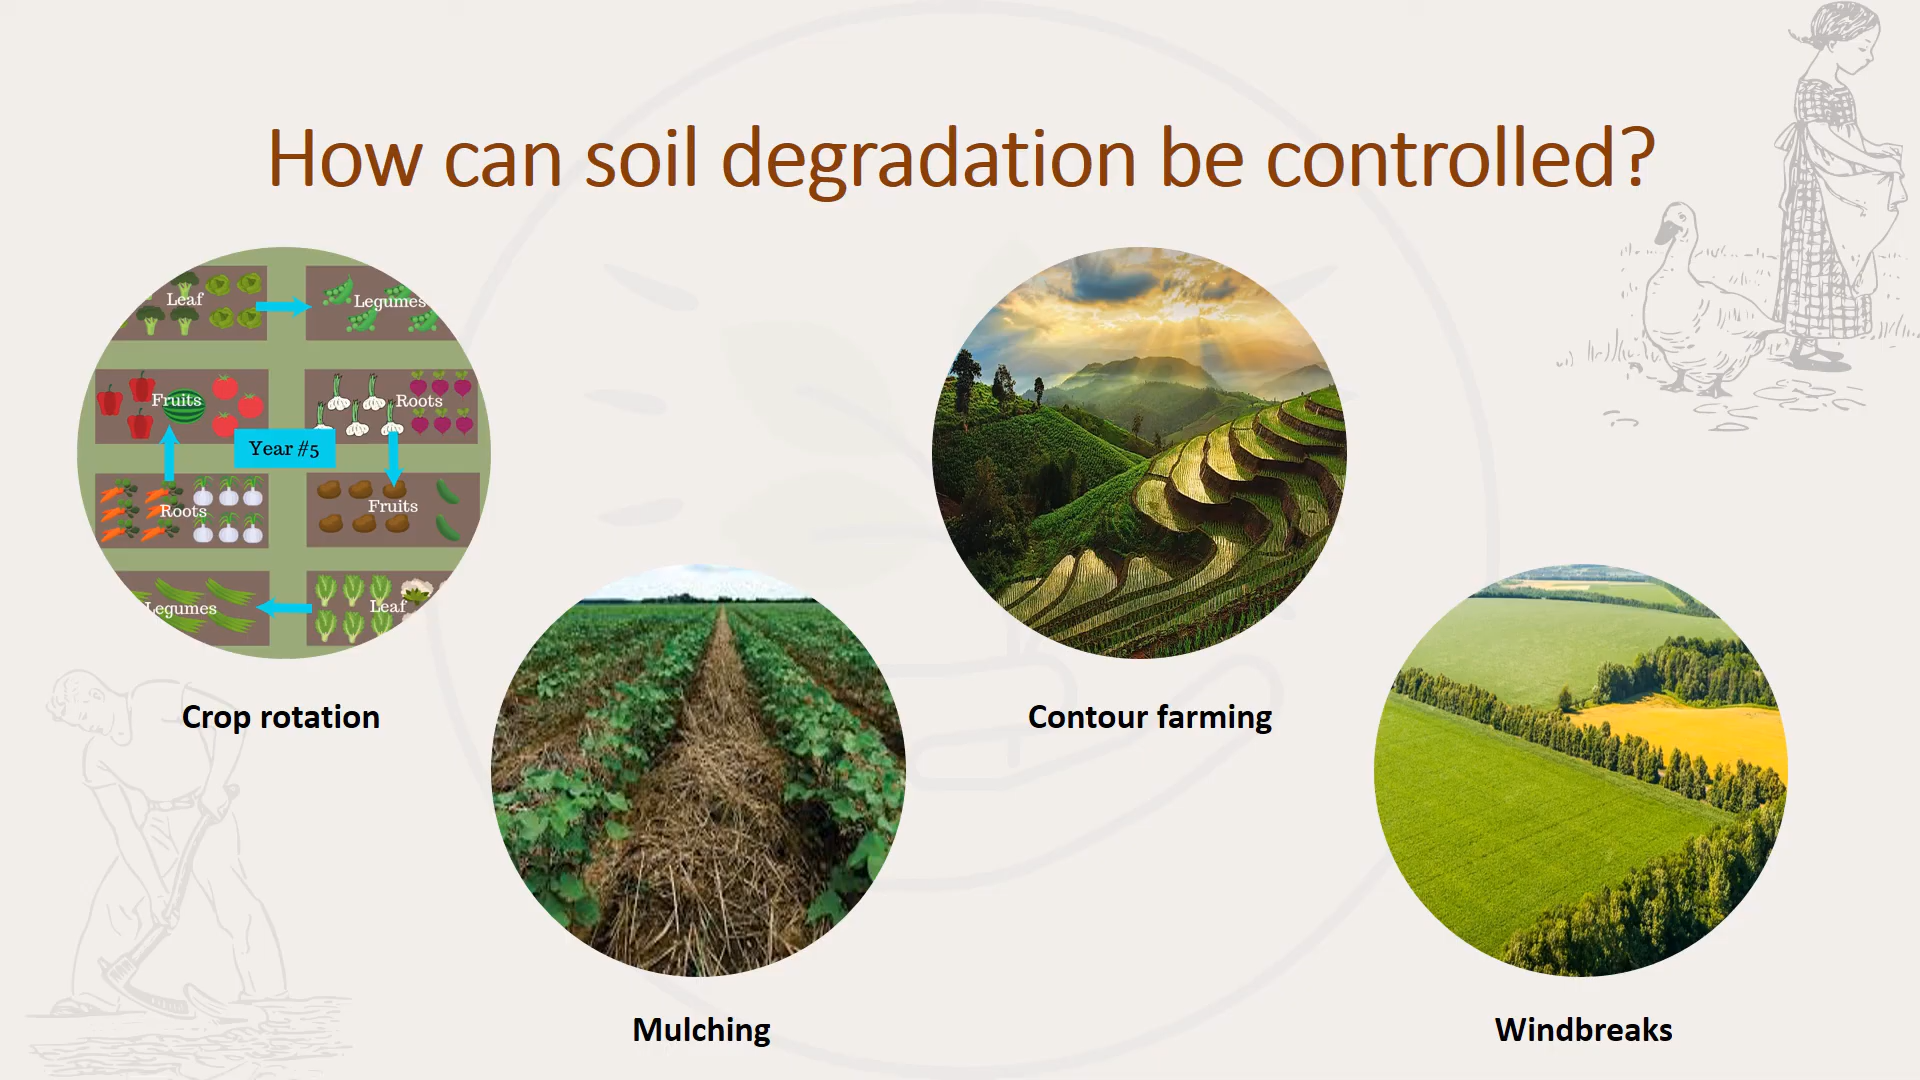 How can soil degradation be controlled?
Leaf
Legumes
Fruits
Roots
Year #5
Roots
Fruits
Legumes
Leaf
Crop rotation
Contour farming
Mulching
Windbreaks